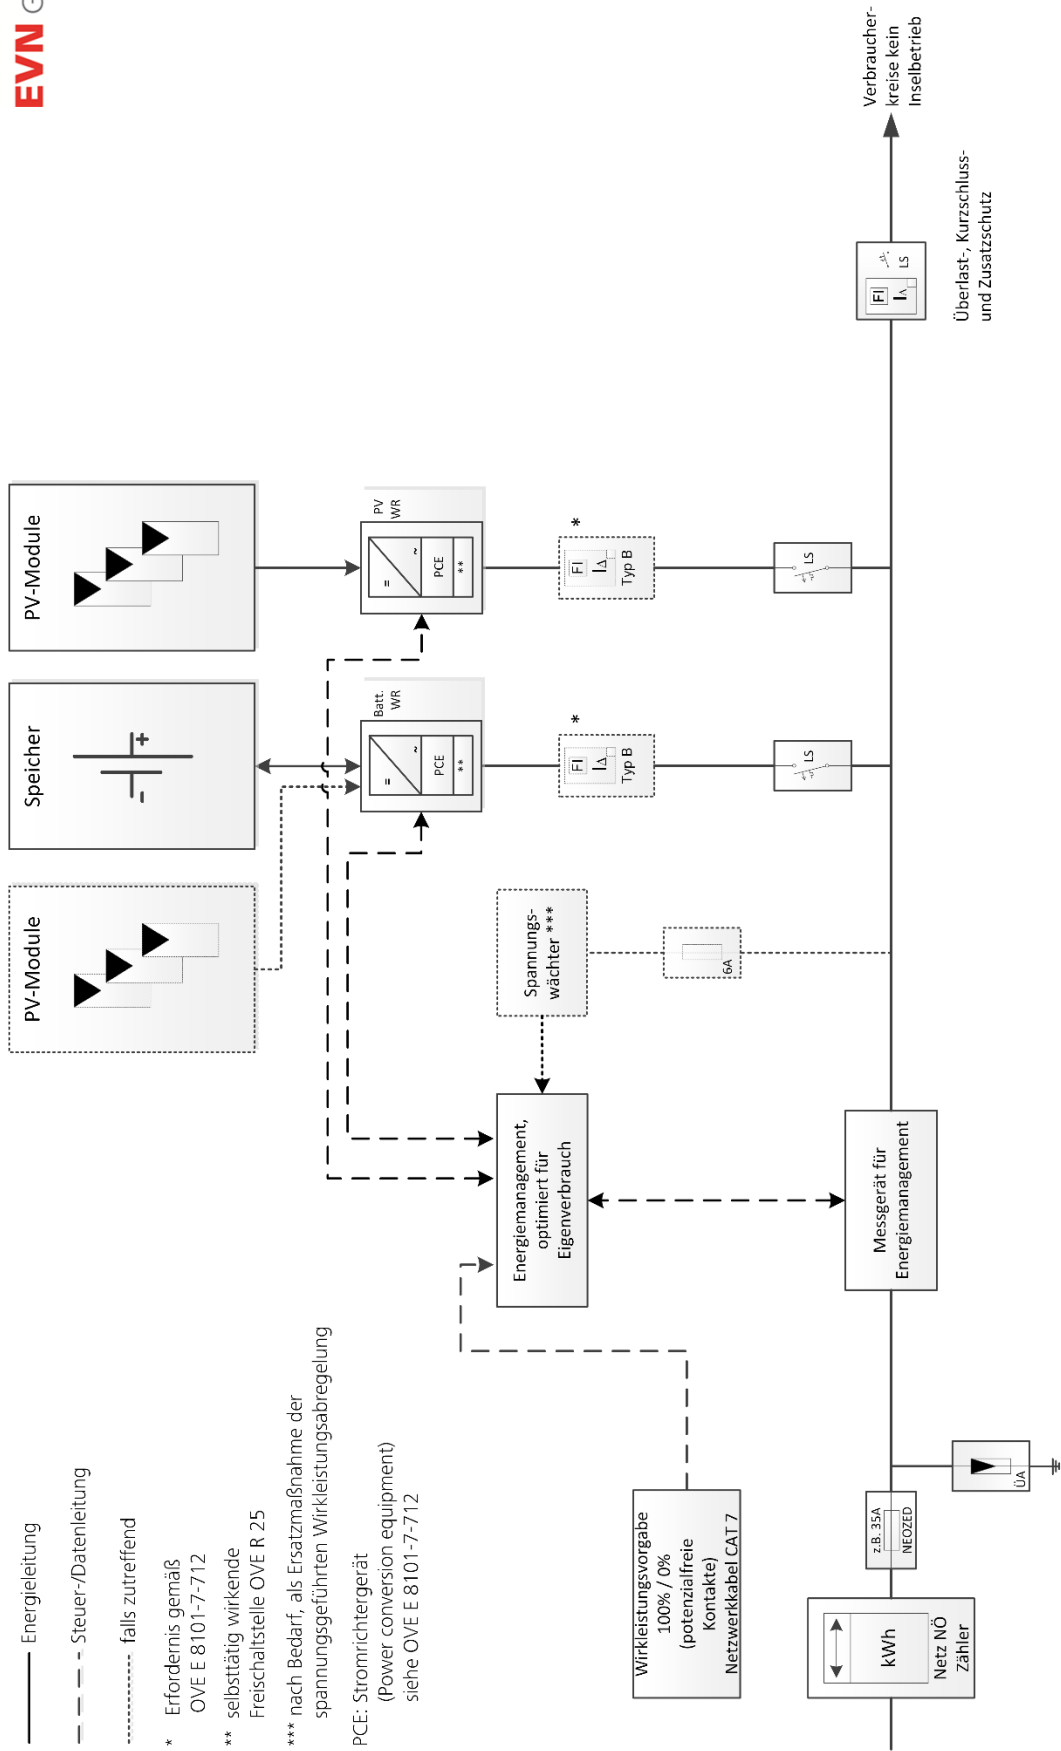 EVN G
Energieleitung
Steuer-/Datenleitung
falls zutreffend
* Erfordernis gemäß
OVE E 8101-7-712
** selbsttätig wirkende
Freischaltstelle OVE R 25
*** nach Bedarf, als Ersatzmaßnahme der
spannungsgeführten Wirkleistungsabregelung
PCE: Stromrichtergerät
(Power conversion equipment)
siehe OVE E 8101-7-712
PV-Module
Speicher
- +
PV-Module
Batt.
WR
= ~
PCE
**
PV
WR
= ~
PCE
**
Spannungs-
wächter ***
Energiemanagement,
optimiert für
Eigenverbrauch
FI
IΔ
Typ B
*
FI
IΔ
Typ B
*
Wirkleistungsvorgabe
100% / 0%
(potenzialfreie
Kontakte)
Netzwerkkabel CAT 7
6A
LS
LS
kWh
Netz NÖ
Zähler
z.B. 35A
NEOZED
ÜA
Messgerät für
Energiemanagement
FI
IΔ
LS
Überlast-, Kurzschluss-
und Zusatzschutz
Verbraucher-
kreise kein
Inselbetrieb